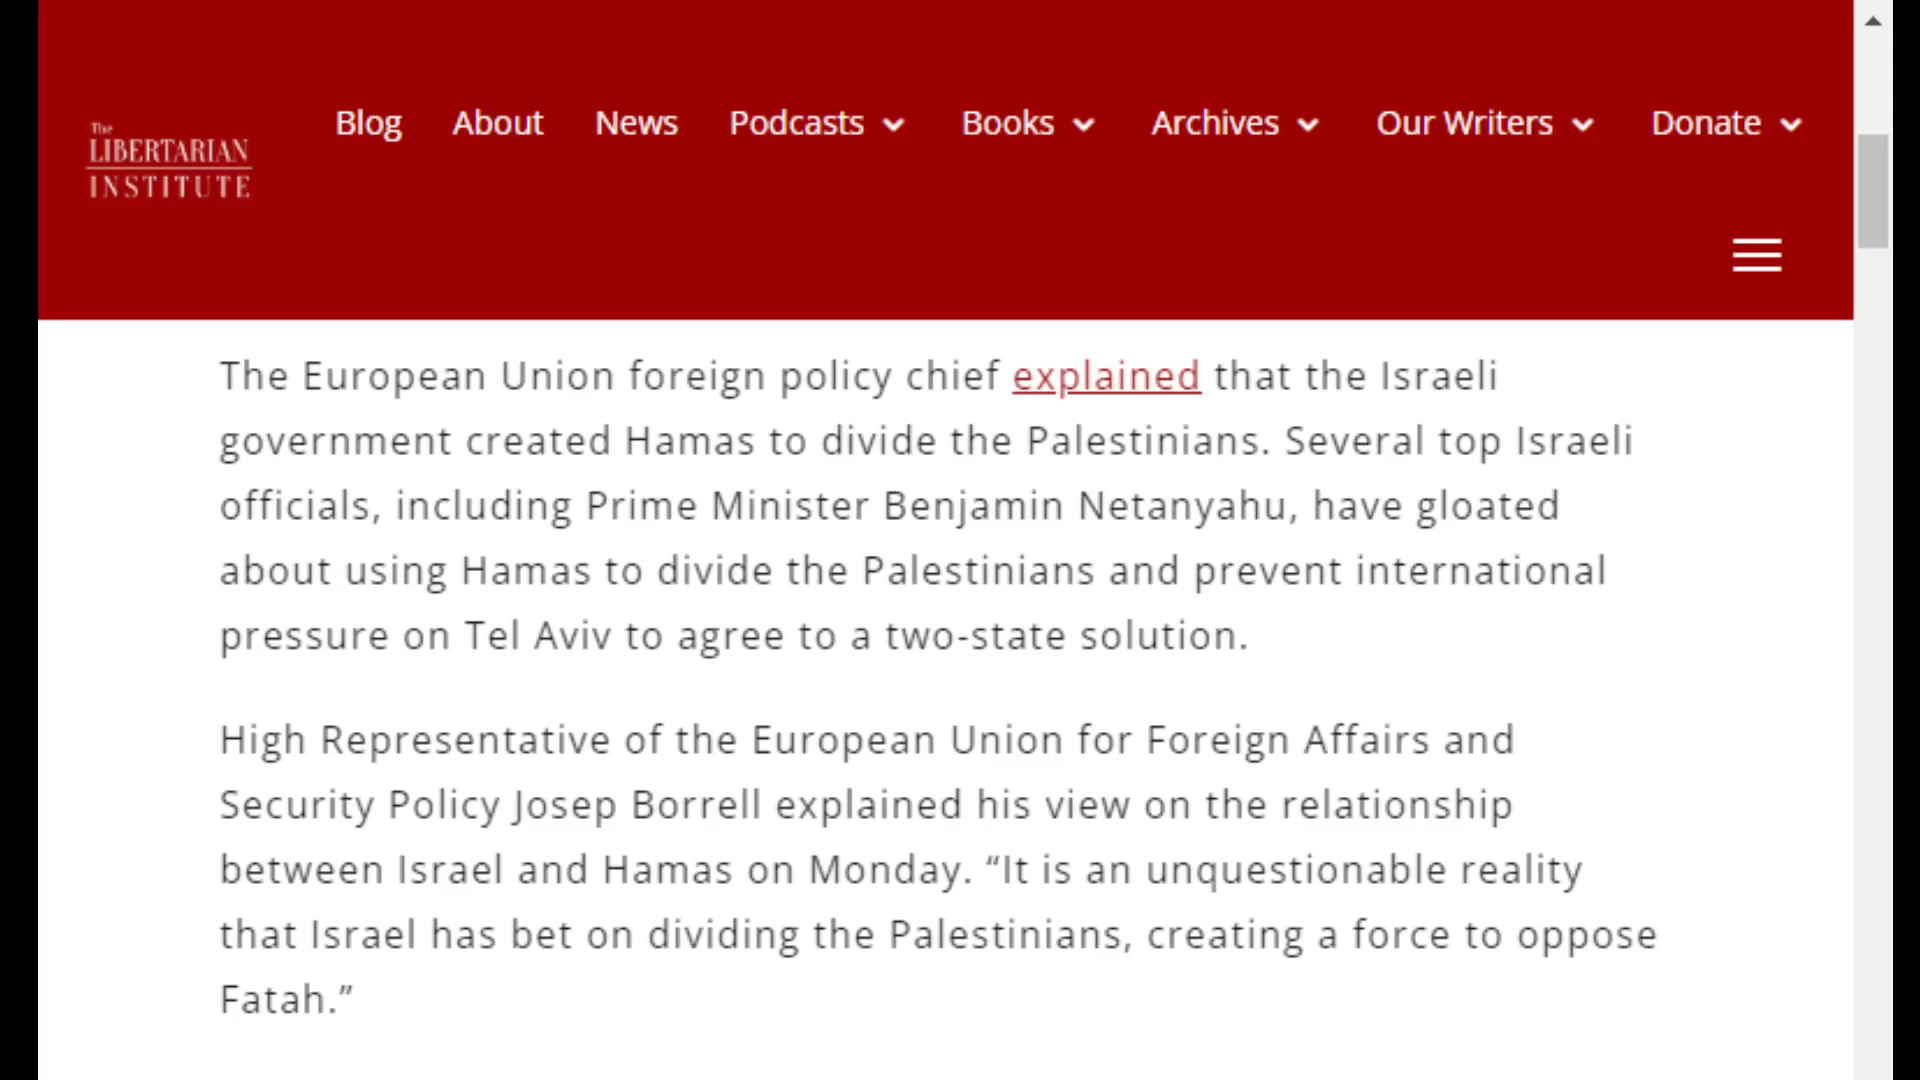 The
LIBERTARIAN
INSTITUTE
Blog About News Podcasts Books Archives Our Writers Donate
The European Union foreign policy chief explained that the Israeli
government created Hamas to divide the Palestinians. Several top Israeli
officials, including Prime Minister Benjamin Netanyahu, have gloated
about using Hamas to divide the Palestinians and prevent international
pressure on Tel Aviv to agree to a two-state solution.
High Representative of the European Union for Foreign Affairs and
Security Policy Josep Borrell explained his view on the relationship
between Israel and Hamas on Monday. “It is an unquestionable reality
that Israel has bet on dividing the Palestinians, creating a force to oppose
Fatah.”